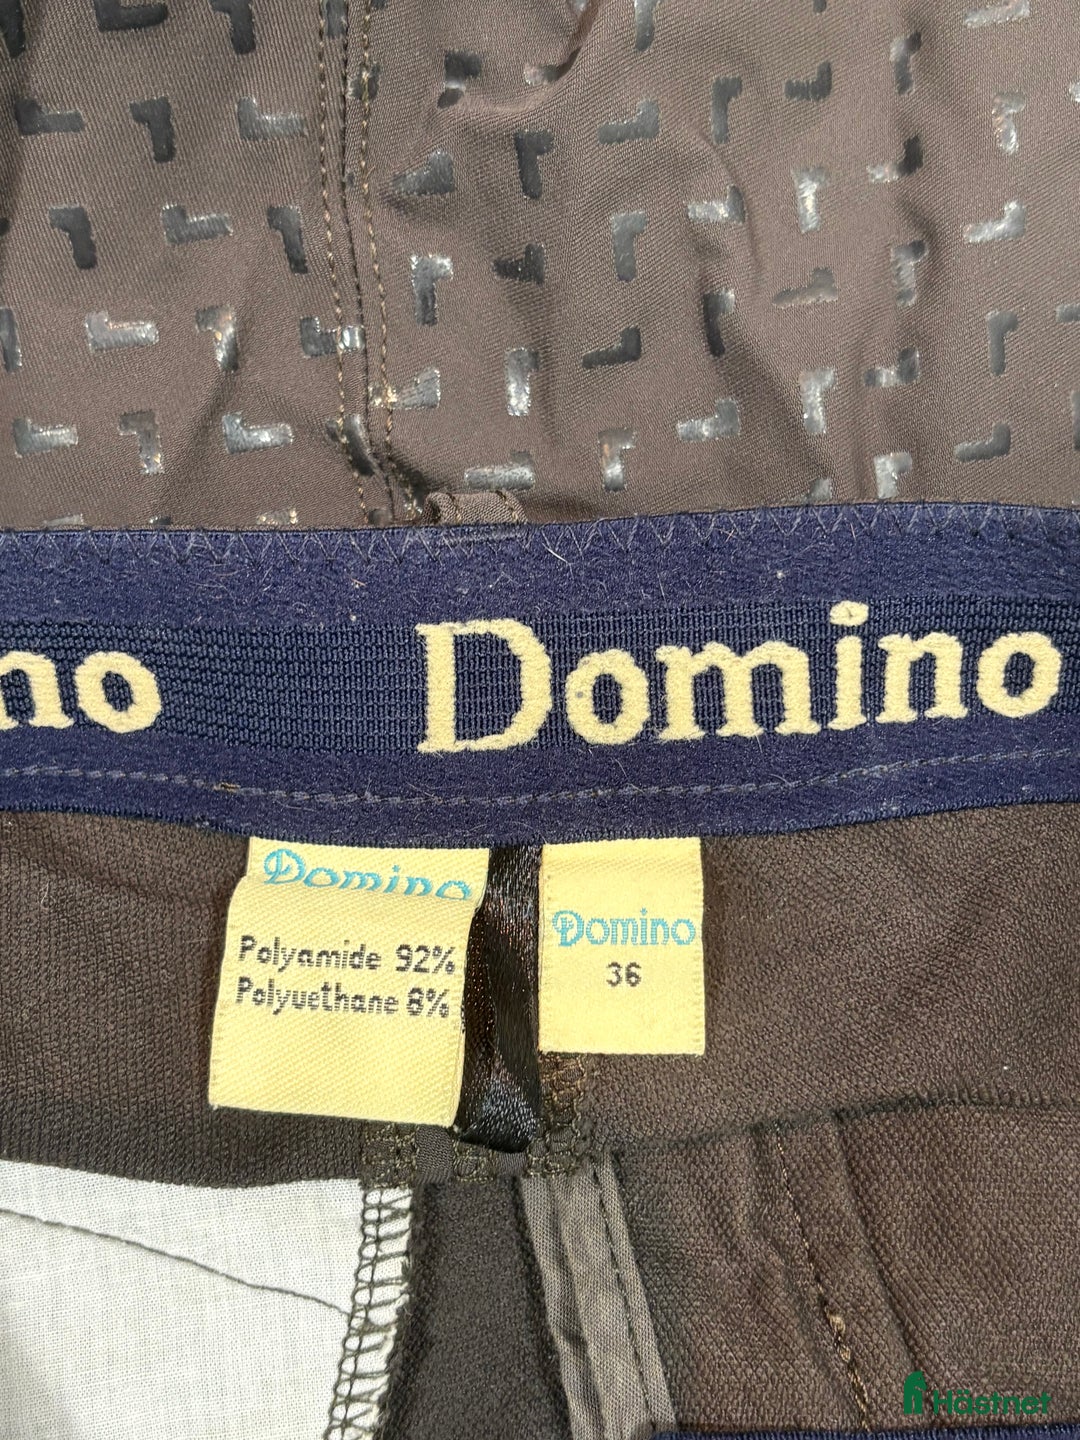 no Domino
Domino
Polyamide 92%
Polyuethane 8%
Domino
36
Hästnet